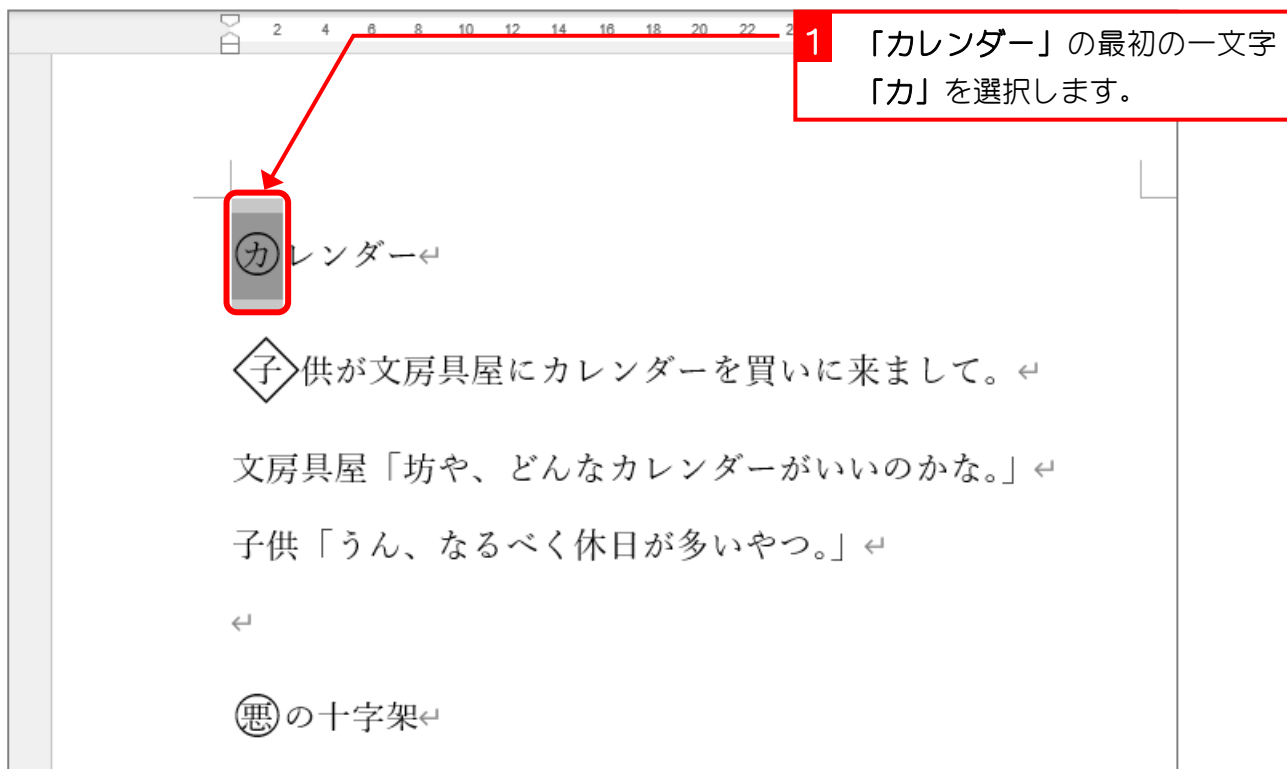 2 4 6 8 10 12 14 16 18 20 22 2
1 「カレンダー」の最初の一文字
「カ」を選択します。
カレンダー↵
子供が文房具屋にカレンダーを買いに来まして。↵
文房具屋「坊や、どんなカレンダーがいいのかな。」↵
子供「うん、なるべく休日が多いやつ。」↵
↵
悪の十字架↵